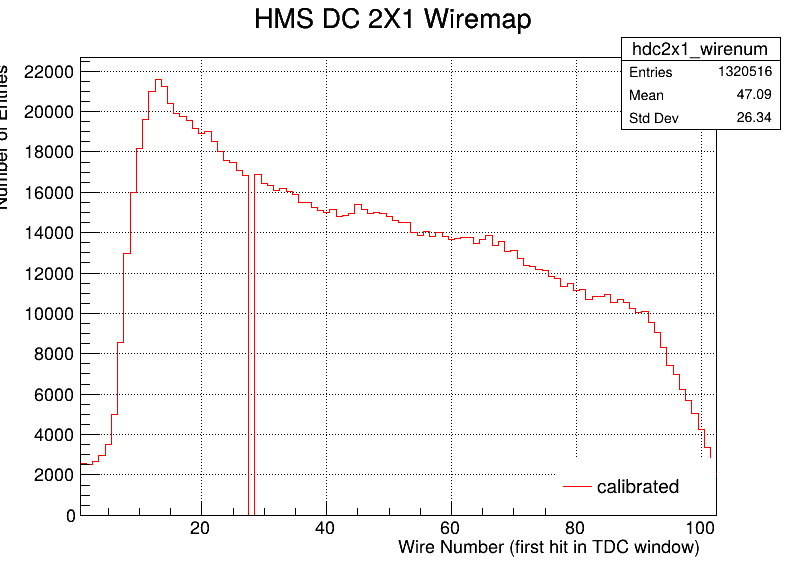 HMS DC 2X1 Wiremap
hdc2x1_wirenum
Entries 1320516
Mean 47.09
Std Dev 26.34
Number of Entries
22000
20000
18000
16000
14000
12000
10000
8000
6000
4000
2000
0
calibrated
20 40 60 80 100
Wire Number (first hit in TDC window)